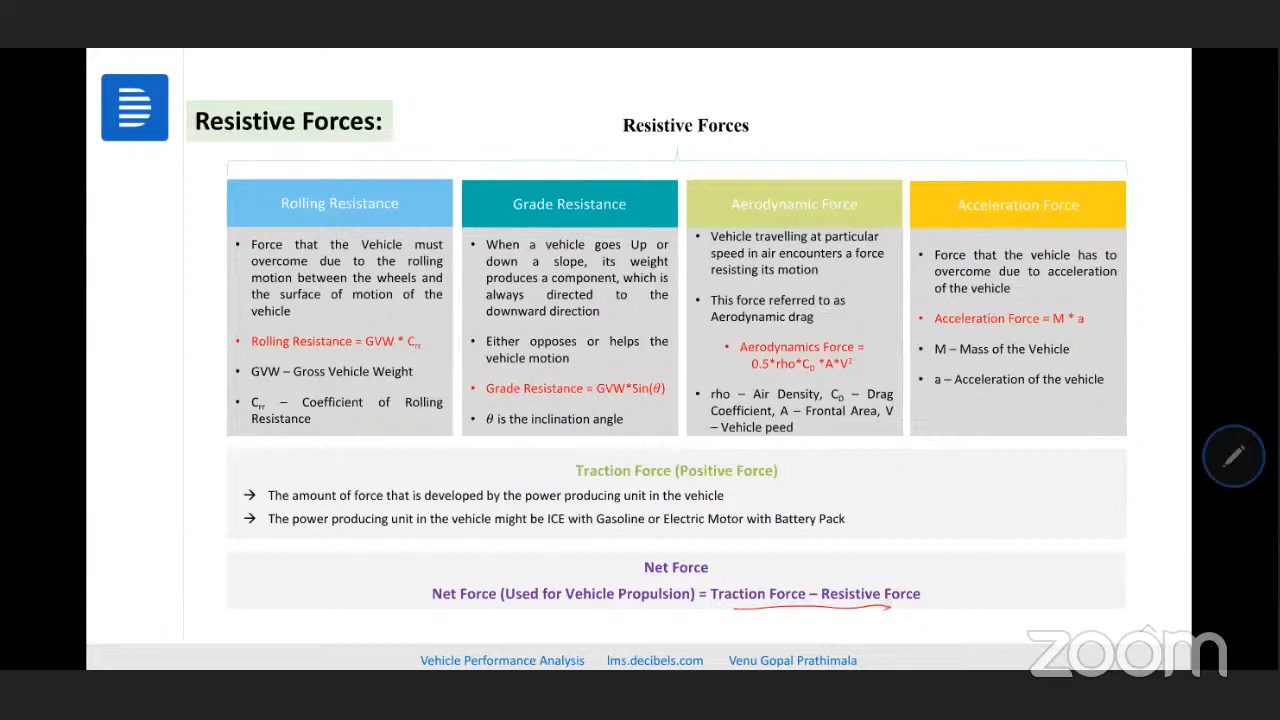 Resistive Forces:
Resistive Forces
Rolling Resistance
• Force that the Vehicle must
overcome due to the rolling
motion between the wheels and
the surface of motion of the
vehicle
• Rolling Resistance = GVW * Crr
• GVW – Gross Vehicle Weight
• Crr – Coefficient of Rolling
Resistance
Grade Resistance
• When a vehicle goes Up or
down a slope, its weight
produces a component, which is
always directed to the
downward direction
• Either opposes or helps the
vehicle motion
• Grade Resistance = GVW*Sin(θ)
• θ is the inclination angle
Aerodynamic Force
• Vehicle travelling at particular
speed in air encounters a force
resisting its motion
• This force referred to as
Aerodynamic drag
• Aerodynamics Force =
0.5*rho*CD *A*V²
• rho – Air Density, CD – Drag
Coefficient, A – Frontal Area, V
– Vehicle peed
Acceleration Force
• Force that the vehicle has to
overcome due to acceleration
of the vehicle
• Acceleration Force = M * a
• M – Mass of the Vehicle
• a – Acceleration of the vehicle
Traction Force (Positive Force)
→ The amount of force that is developed by the power producing unit in the vehicle
→ The power producing unit in the vehicle might be ICE with Gasoline or Electric Motor with Battery Pack
Net Force
Net Force (Used for Vehicle Propulsion) = Traction Force – Resistive Force
Vehicle Performance Analysis lms.decibels.com Venu Gopal Prathimala
zoom